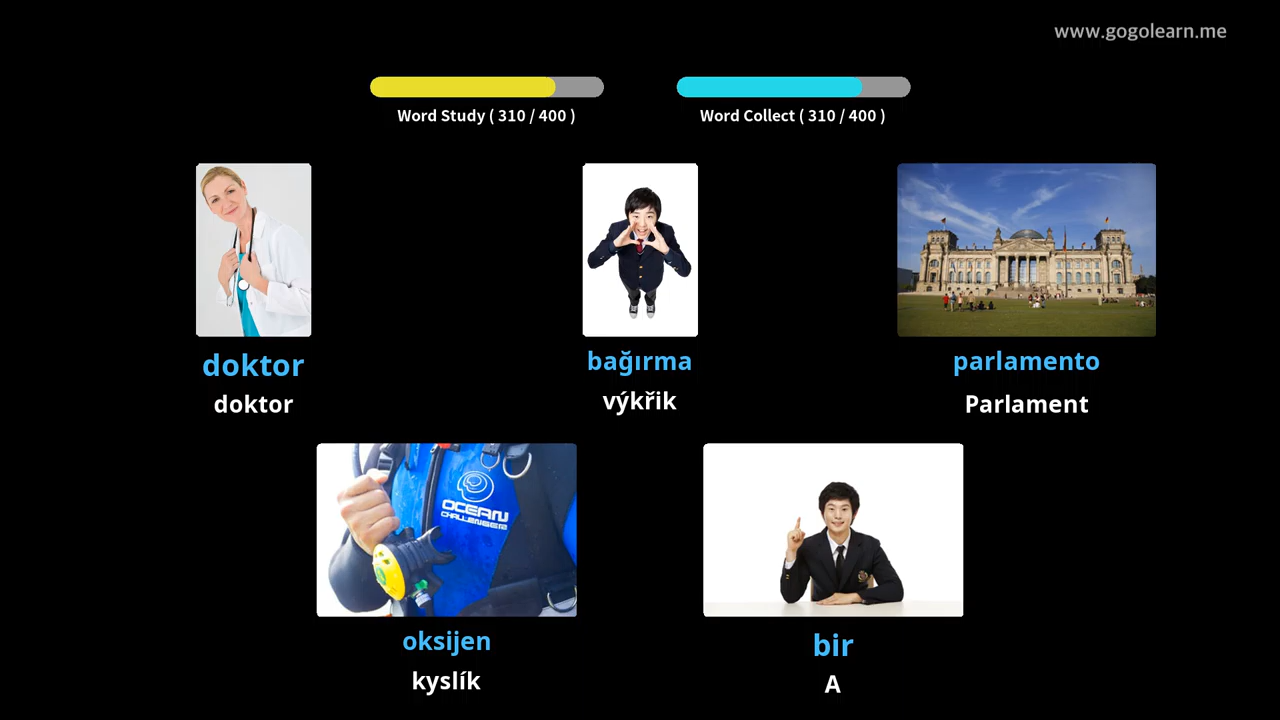 www.gogolearn.me
Word Study ( 310 / 400 )
Word Collect ( 310 / 400 )
doktor
doktor
bağırma
výkřik
parlamento
Parlament
OCEAN
CHALLENGER
oksijen
kyslík
bir
A